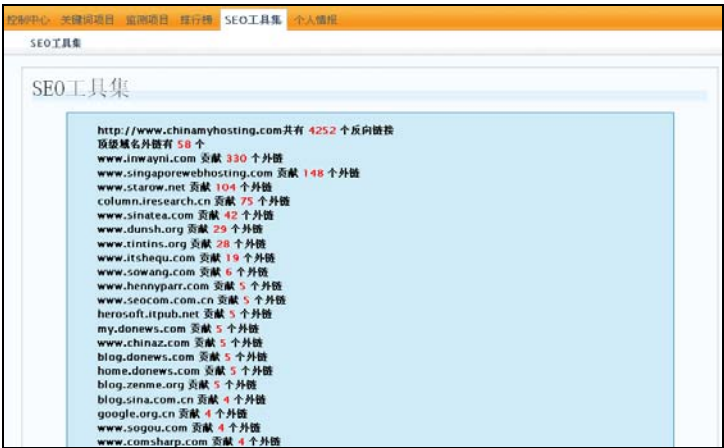 控制中心 关键词项目 监测项目 排行榜 SEO工具集 个人情报
SEO工具集
SEO工具集
http://www.chinamyhosting.com共有 4252 个反向链接
顶级域名外链有 58 个
www.inwayni.com 贡献 330 个外链
www.singaporewebhosting.com 贡献 148 个外链
www.starow.net 贡献 104 个外链
column.iresearch.cn 贡献 75 个外链
www.sinatea.com 贡献 42 个外链
www.dunsh.org 贡献 29 个外链
www.tintins.org 贡献 28 个外链
www.itshequ.com 贡献 19 个外链
www.sowang.com 贡献 6 个外链
www.hennyparr.com 贡献 5 个外链
www.seocom.com.cn 贡献 5 个外链
herosoft.itpub.net 贡献 5 个外链
my.donews.com 贡献 5 个外链
www.chinaz.com 贡献 5 个外链
blog.donews.com 贡献 5 个外链
home.donews.com 贡献 5 个外链
blog.zenme.org 贡献 5 个外链
blog.sina.com.cn 贡献 4 个外链
google.org.cn 贡献 4 个外链
www.sogou.com 贡献 4 个外链
www.comsharp.com 贡献 4 个外链